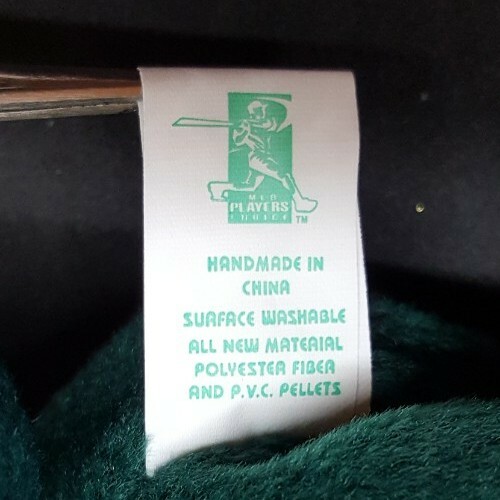 MLB
PLAYERS
CHOICE
TM
HANDMADE IN
CHINA
SURFACE WASHABLE
ALL NEW MATERIAL
POLYESTER FIBER
AND P.V.C. PELLETS